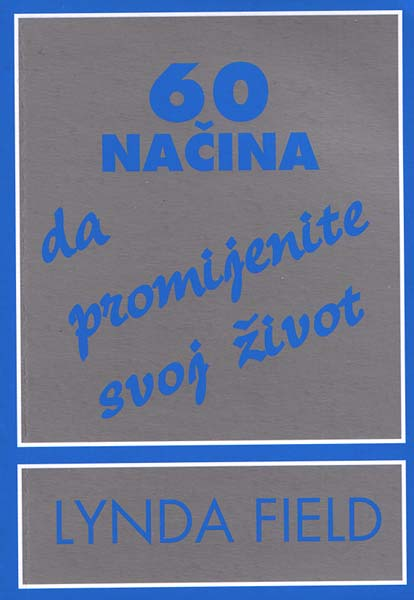 60
NAČINA
da
promijenite
svoj život
LYNDA FIELD